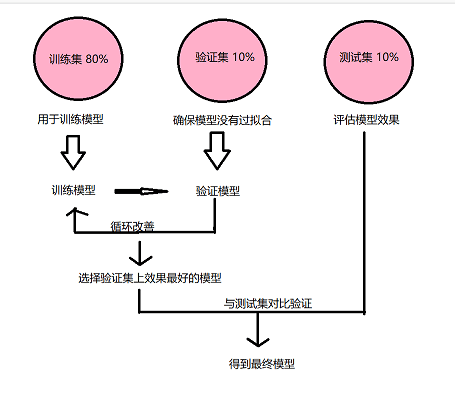 训练集 80%
验证集 10%
测试集 10%
用于训练模型
确保模型没有过拟合
评估模型效果
训练模型
验证模型
循环改善
选择验证集上效果最好的模型
与测试集对比验证
得到最终模型